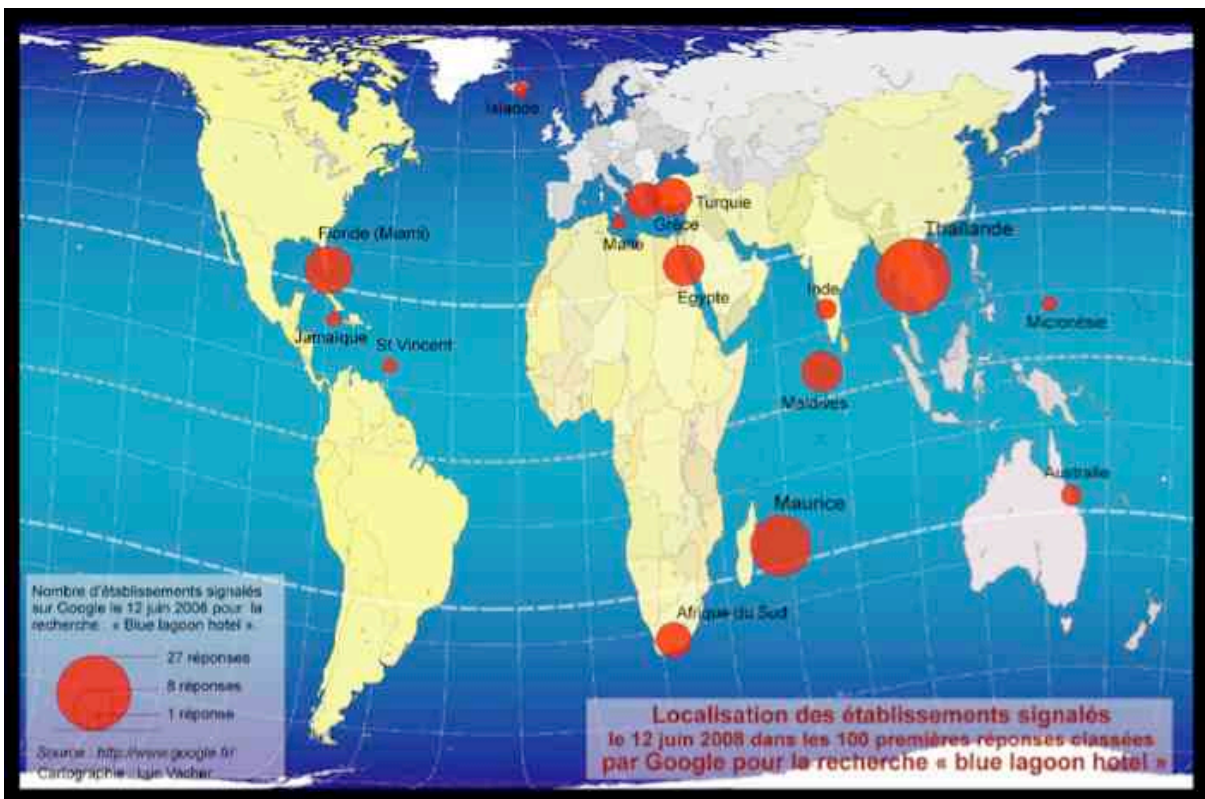 Islande
Turquie
Grèce
Malte
Floride (Miami)
Thaïlande
Egypte
Inde
Micronésie
Jamaïque
St Vincent
Maldives
Australie
Maurice
Afrique du Sud
Nombre d'établissements signalés
sur Google le 12 juin 2008 pour la
recherche : « Blue lagoon hotel ».
27 réponses
8 réponses
1 réponse
Source : http://www.google.fr/
Cartographie : Luc Vacher
Localisation des établissements signalés
le 12 juin 2008 dans les 100 premières réponses classées
par Google pour la recherche « blue lagoon hotel »